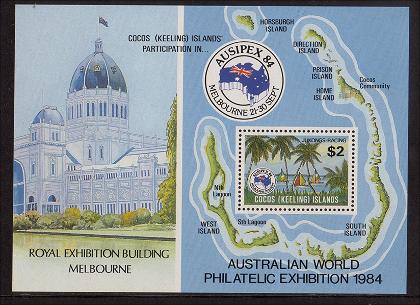 COCOS (KEELING) ISLANDS'
PARTICIPATION IN...
AUSIPEX 84
MELBOURNE 21-30 SEPT
HORSBURGH
ISLAND
DIRECTION
ISLAND
PRISON
ISLAND
HOME
ISLAND
Cocos
Community
JUKONGS-RACING
$2
COCOS (KEELING) ISLANDS
Nth
Lagoon
Sth Lagoon
WEST
ISLAND
SOUTH
ISLAND
ROYAL EXHIBITION BUILDING
MELBOURNE
AUSTRALIAN WORLD
PHILATELIC EXHIBITION 1984